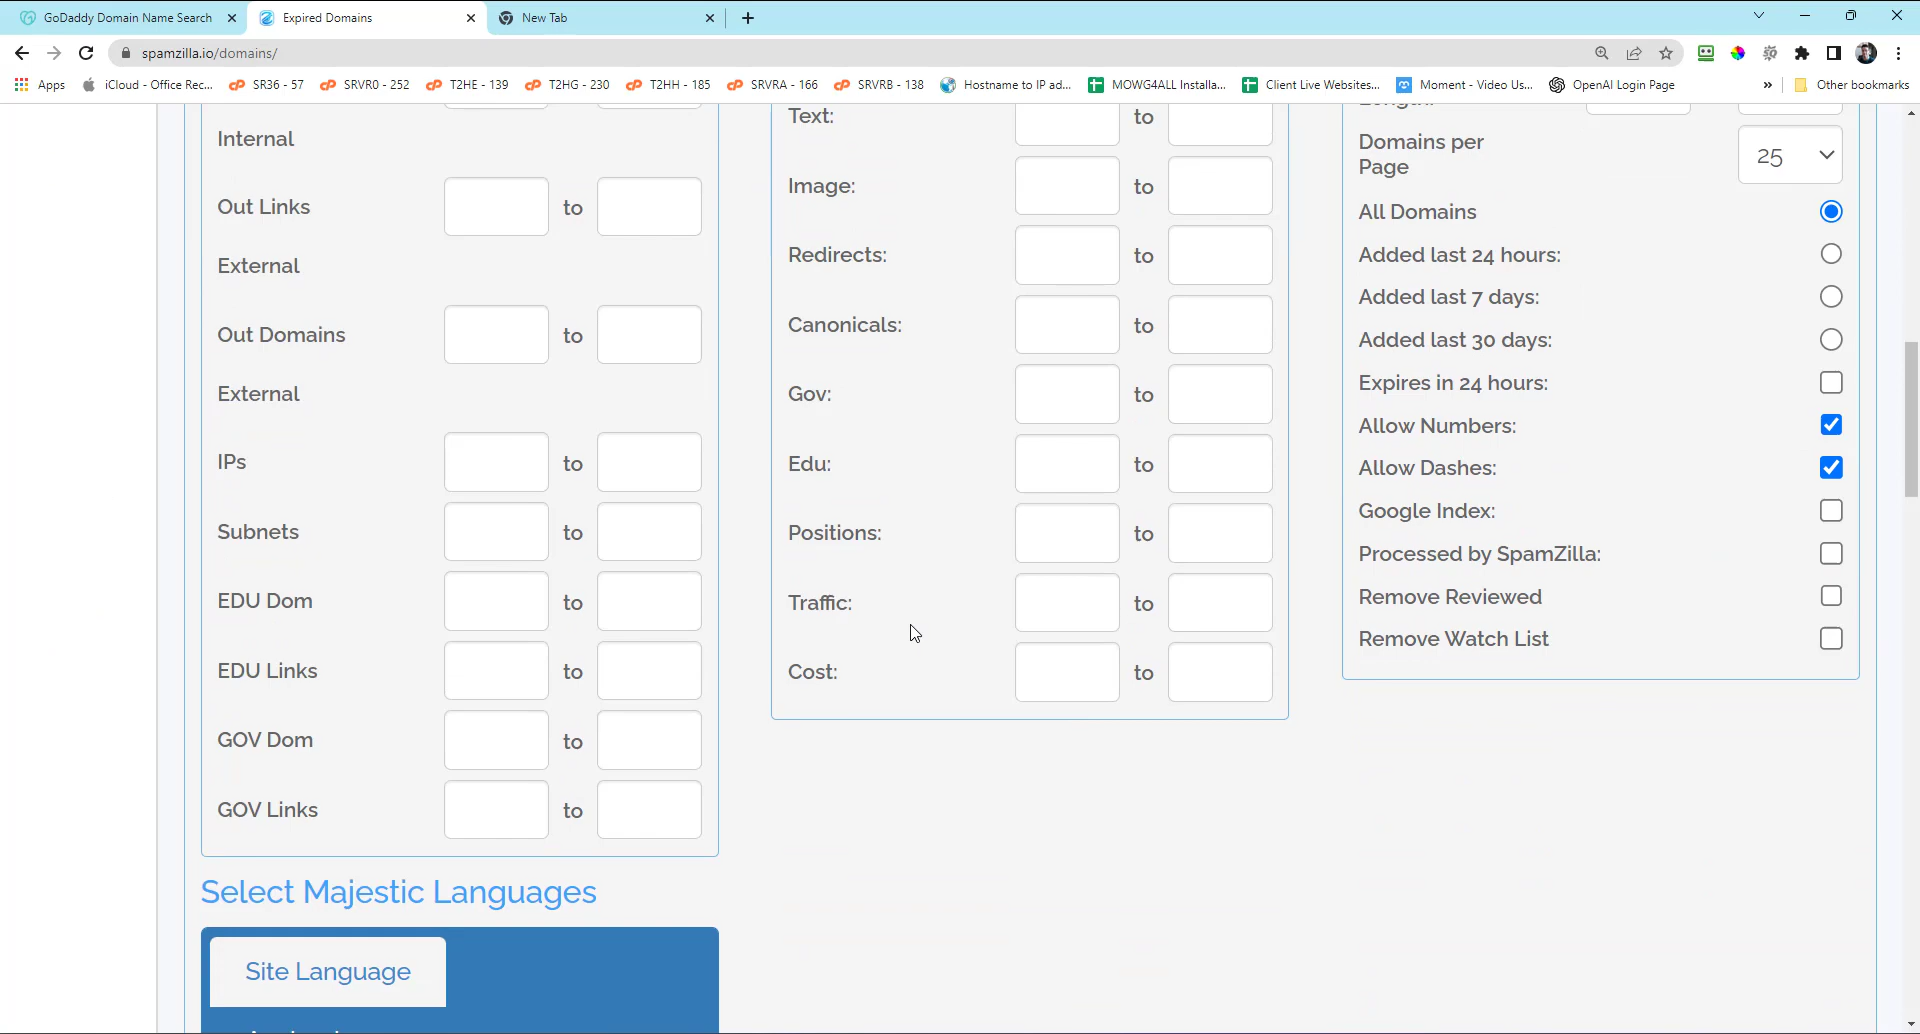 GoDaddy Domain Name Search
Expired Domains
New Tab
spamzilla.io/domains/
Apps
iCloud - Office Rec...
SR36 - 57
SRVR0 - 252
T2HE - 139
T2HG - 230
T2HH - 185
SRVRA - 166
SRVRB - 138
Hostname to IP ad...
MOWG4ALL Installa...
Client Live Websites...
Moment - Video Us...
OpenAI Login Page
»
Other bookmarks
Internal
Out Links to
External
Out Domains to
External
IPs to
Subnets to
EDU Dom to
EDU Links to
GOV Dom to
GOV Links to
Select Majestic Languages
Site Language
Text: to
Image: to
Redirects: to
Canonicals: to
Gov: to
Edu: to
Positions: to
Traffic: to
Cost: to
Domains per
Page
25
All Domains
Added last 24 hours:
Added last 7 days:
Added last 30 days:
Expires in 24 hours:
Allow Numbers:
Allow Dashes:
Google Index:
Processed by SpamZilla:
Remove Reviewed
Remove Watch List